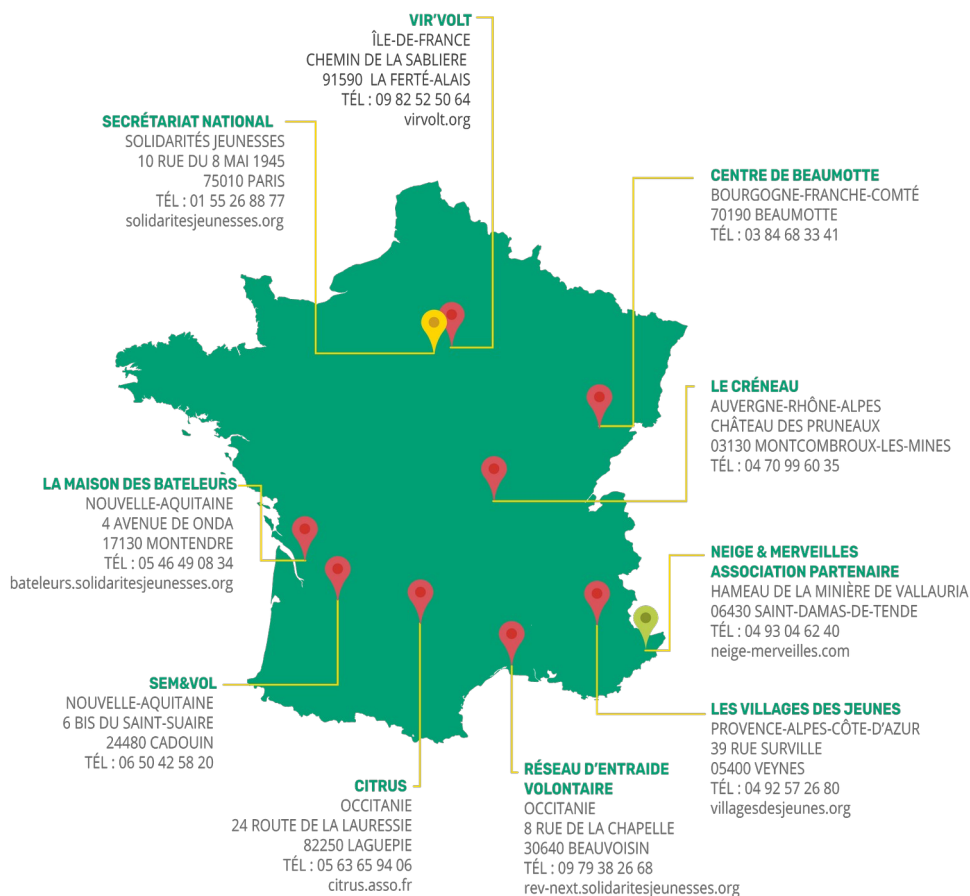 VIR'VOLT
ÎLE-DE-FRANCE
CHEMIN DE LA SABLIERE
91590 LA FERTÉ-ALAIS
TÉL : 09 82 52 50 64
virvolt.org
SECRÉTARIAT NATIONAL
SOLIDARITÉS JEUNESSES
10 RUE DU 8 MAI 1945
75010 PARIS
TÉL : 01 55 26 88 77
solidaritesjeunesses.org
CENTRE DE BEAUMOTTE
BOURGOGNE-FRANCHE-COMTÉ
70190 BEAUMOTTE
TÉL : 03 84 68 33 41
LE CRÉNEAU
AUVERGNE-RHÔNE-ALPES
CHÂTEAU DES PRUNEAUX
03130 MONTCOMBROUX-LES-MINES
TÉL : 04 70 99 60 35
LA MAISON DES BATELEURS
NOUVELLE-AQUITAINE
4 AVENUE DE ONDA
17130 MONTENDRE
TÉL : 05 46 49 08 34
bateleurs.solidaritesjeunesses.org
NEIGE & MERVEILLES
ASSOCIATION PARTENAIRE
HAMEAU DE LA MINIÈRE DE VALLAURIA
06430 SAINT-DAMAS-DE-TENDE
TÉL : 04 93 04 62 40
neige-merveilles.com
SEM&VOL
NOUVELLE-AQUITAINE
6 BIS DU SAINT-SUAIRE
24480 CADOUIN
TÉL : 06 50 42 58 20
LES VILLAGES DES JEUNES
PROVENCE-ALPES-CÔTE-D'AZUR
39 RUE SURVILLE
05400 VEYNES
TÉL : 04 92 57 26 80
villagesdesjeunes.org
CITRUS
OCCITANIE
24 ROUTE DE LA LAURESSIE
82250 LAGUEPIE
TÉL : 05 63 65 94 06
citrus.asso.fr
RÉSEAU D'ENTRAIDE
VOLONTAIRE
OCCITANIE
8 RUE DE LA CHAPELLE
30640 BEAUVOISIN
TÉL : 09 79 38 26 68
rev-next.solidaritesjeunesses.org